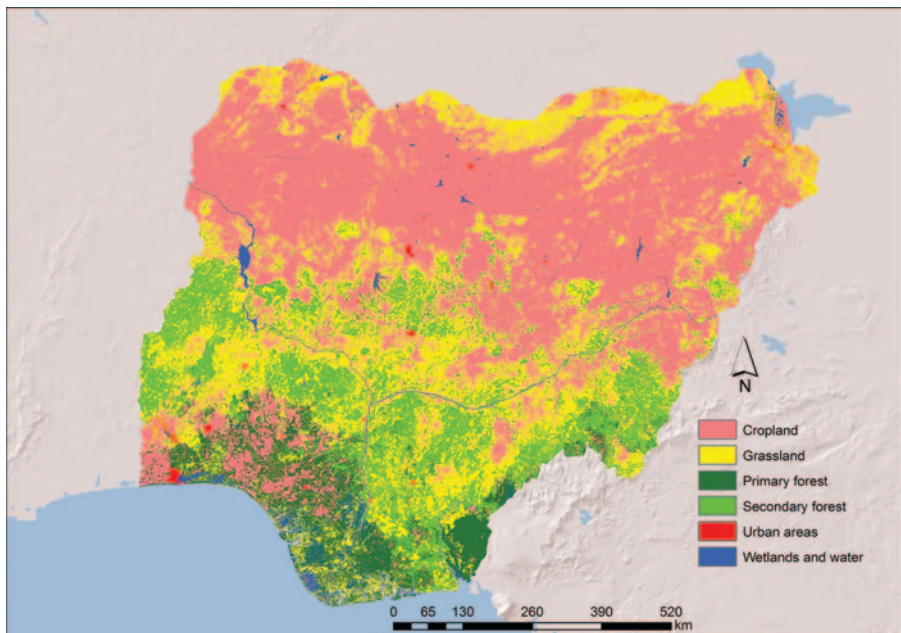 N
Cropland
Grassland
Primary forest
Secondary forest
Urban areas
Wetlands and water
0 65 130 260 390 520
km